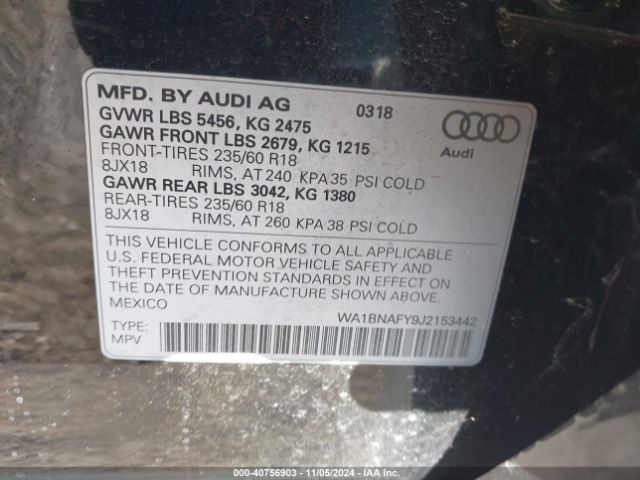 MFD. BY AUDI AG 0318
GVWR LBS 5456, KG 2475
GAWR FRONT LBS 2679, KG 1215
FRONT-TIRES 235/60 R18
8JX18 RIMS, AT 240 KPA 35 PSI COLD
GAWR REAR LBS 3042, KG 1380
REAR-TIRES 235/60 R18
8JX18 RIMS, AT 260 KPA 38 PSI COLD
Audi
THIS VEHICLE CONFORMS TO ALL APPLICABLE
U.S. FEDERAL MOTOR VEHICLE SAFETY AND
THEFT PREVENTION STANDARDS IN EFFECT ON
THE DATE OF MANUFACTURE SHOWN ABOVE.
MEXICO
WA1BNAFY9J2153442
TYPE:
MPV
000-40756903 - 11/05/2024 - IAAI.COM